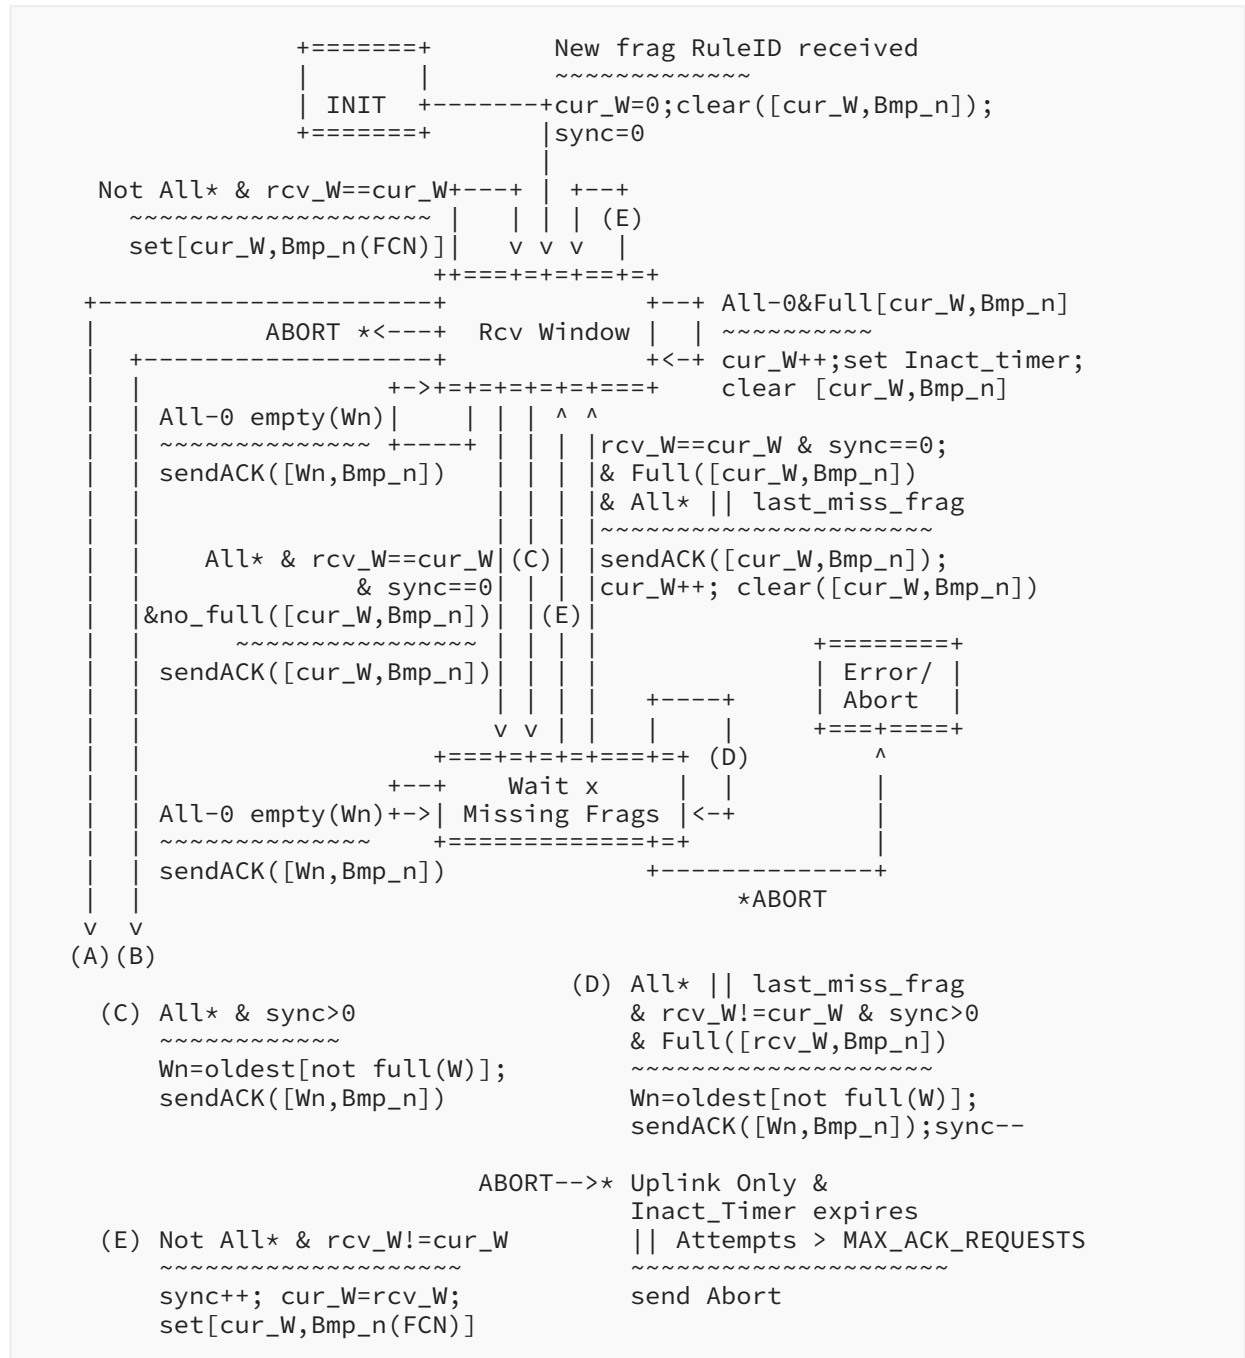 +=======+        New frag RuleID received
|       |        ~~~~~~~~~~~~~
| INIT  +-------+cur_W=0;clear([cur_W,Bmp_n]);
+=======+       |sync=0
|
Not All* & rcv_W==cur_W+---+ | +--+
~~~~~~~~~~~~~~~~~~~~ |   | | | (E)
set[cur_W,Bmp_n(FCN)]|   v v v  |
++===+=+=+==+=+
+-----------------------+             +--+ All-0&Full[cur_W,Bmp_n]
|           ABORT *<---+  Rcv Window |  | ~~~~~~~~~~
|  +--------------------+             +<-+ cur_W++;set Inact_timer;
|  |                +->+=+=+=+=+=+===+    clear [cur_W,Bmp_n]
|  | All-0 empty(Wn)|    | | | ^ ^
|  | ~~~~~~~~~~~~~~ +----+ | | | |rcv_W==cur_W & sync==0;
|  | sendACK([Wn,Bmp_n])   | | | |& Full([cur_W,Bmp_n])
|  |                       | | | |& All* || last_miss_frag
|  |                       | | | |~~~~~~~~~~~~~~~~~~~~~~
|  |    All* & rcv_W==cur_W|(C)| |sendACK([cur_W,Bmp_n]);
|  |              & sync==0| | | |cur_W++; clear([cur_W,Bmp_n])
|  |&no_full([cur_W,Bmp_n])| |(E)|
|  |      ~~~~~~~~~~~~~~~~ | | | |              +========+
|  | sendACK([cur_W,Bmp_n])| | | |              | Error/ |
|  |                       | | | |   +----+     | Abort  |
|  |                       v v | |   |    |     +===+====+
|  |                   +===+=+=+=+===+=+ (D)        ^
|  |                +--+    Wait x     |  |         |
|  | All-0 empty(Wn)+->| Missing Frags |<-+         |
|  | ~~~~~~~~~~~~~~    +=============+=+            |
|  | sendACK([Wn,Bmp_n])             +--------------+
|  |                                       *ABORT
v  v
(A)(B)
(D) All* || last_miss_frag
(C) All* & sync>0                  & rcv_W!=cur_W & sync>0
~~~~~~~~~~~~                   & Full([rcv_W,Bmp_n])
Wn=oldest[not full(W)];        ~~~~~~~~~~~~~~~~~~~~
sendACK([Wn,Bmp_n])            Wn=oldest[not full(W)];
sendACK([Wn,Bmp_n]);sync--
ABORT-->* Uplink Only &
Inact_Timer expires
(E) Not All* & rcv_W!=cur_W        || Attempts > MAX_ACK_REQUESTS
~~~~~~~~~~~~~~~~~~~~           ~~~~~~~~~~~~~~~~~~~~~
sync++; cur_W=rcv_W;           send Abort
set[cur_W,Bmp_n(FCN)]